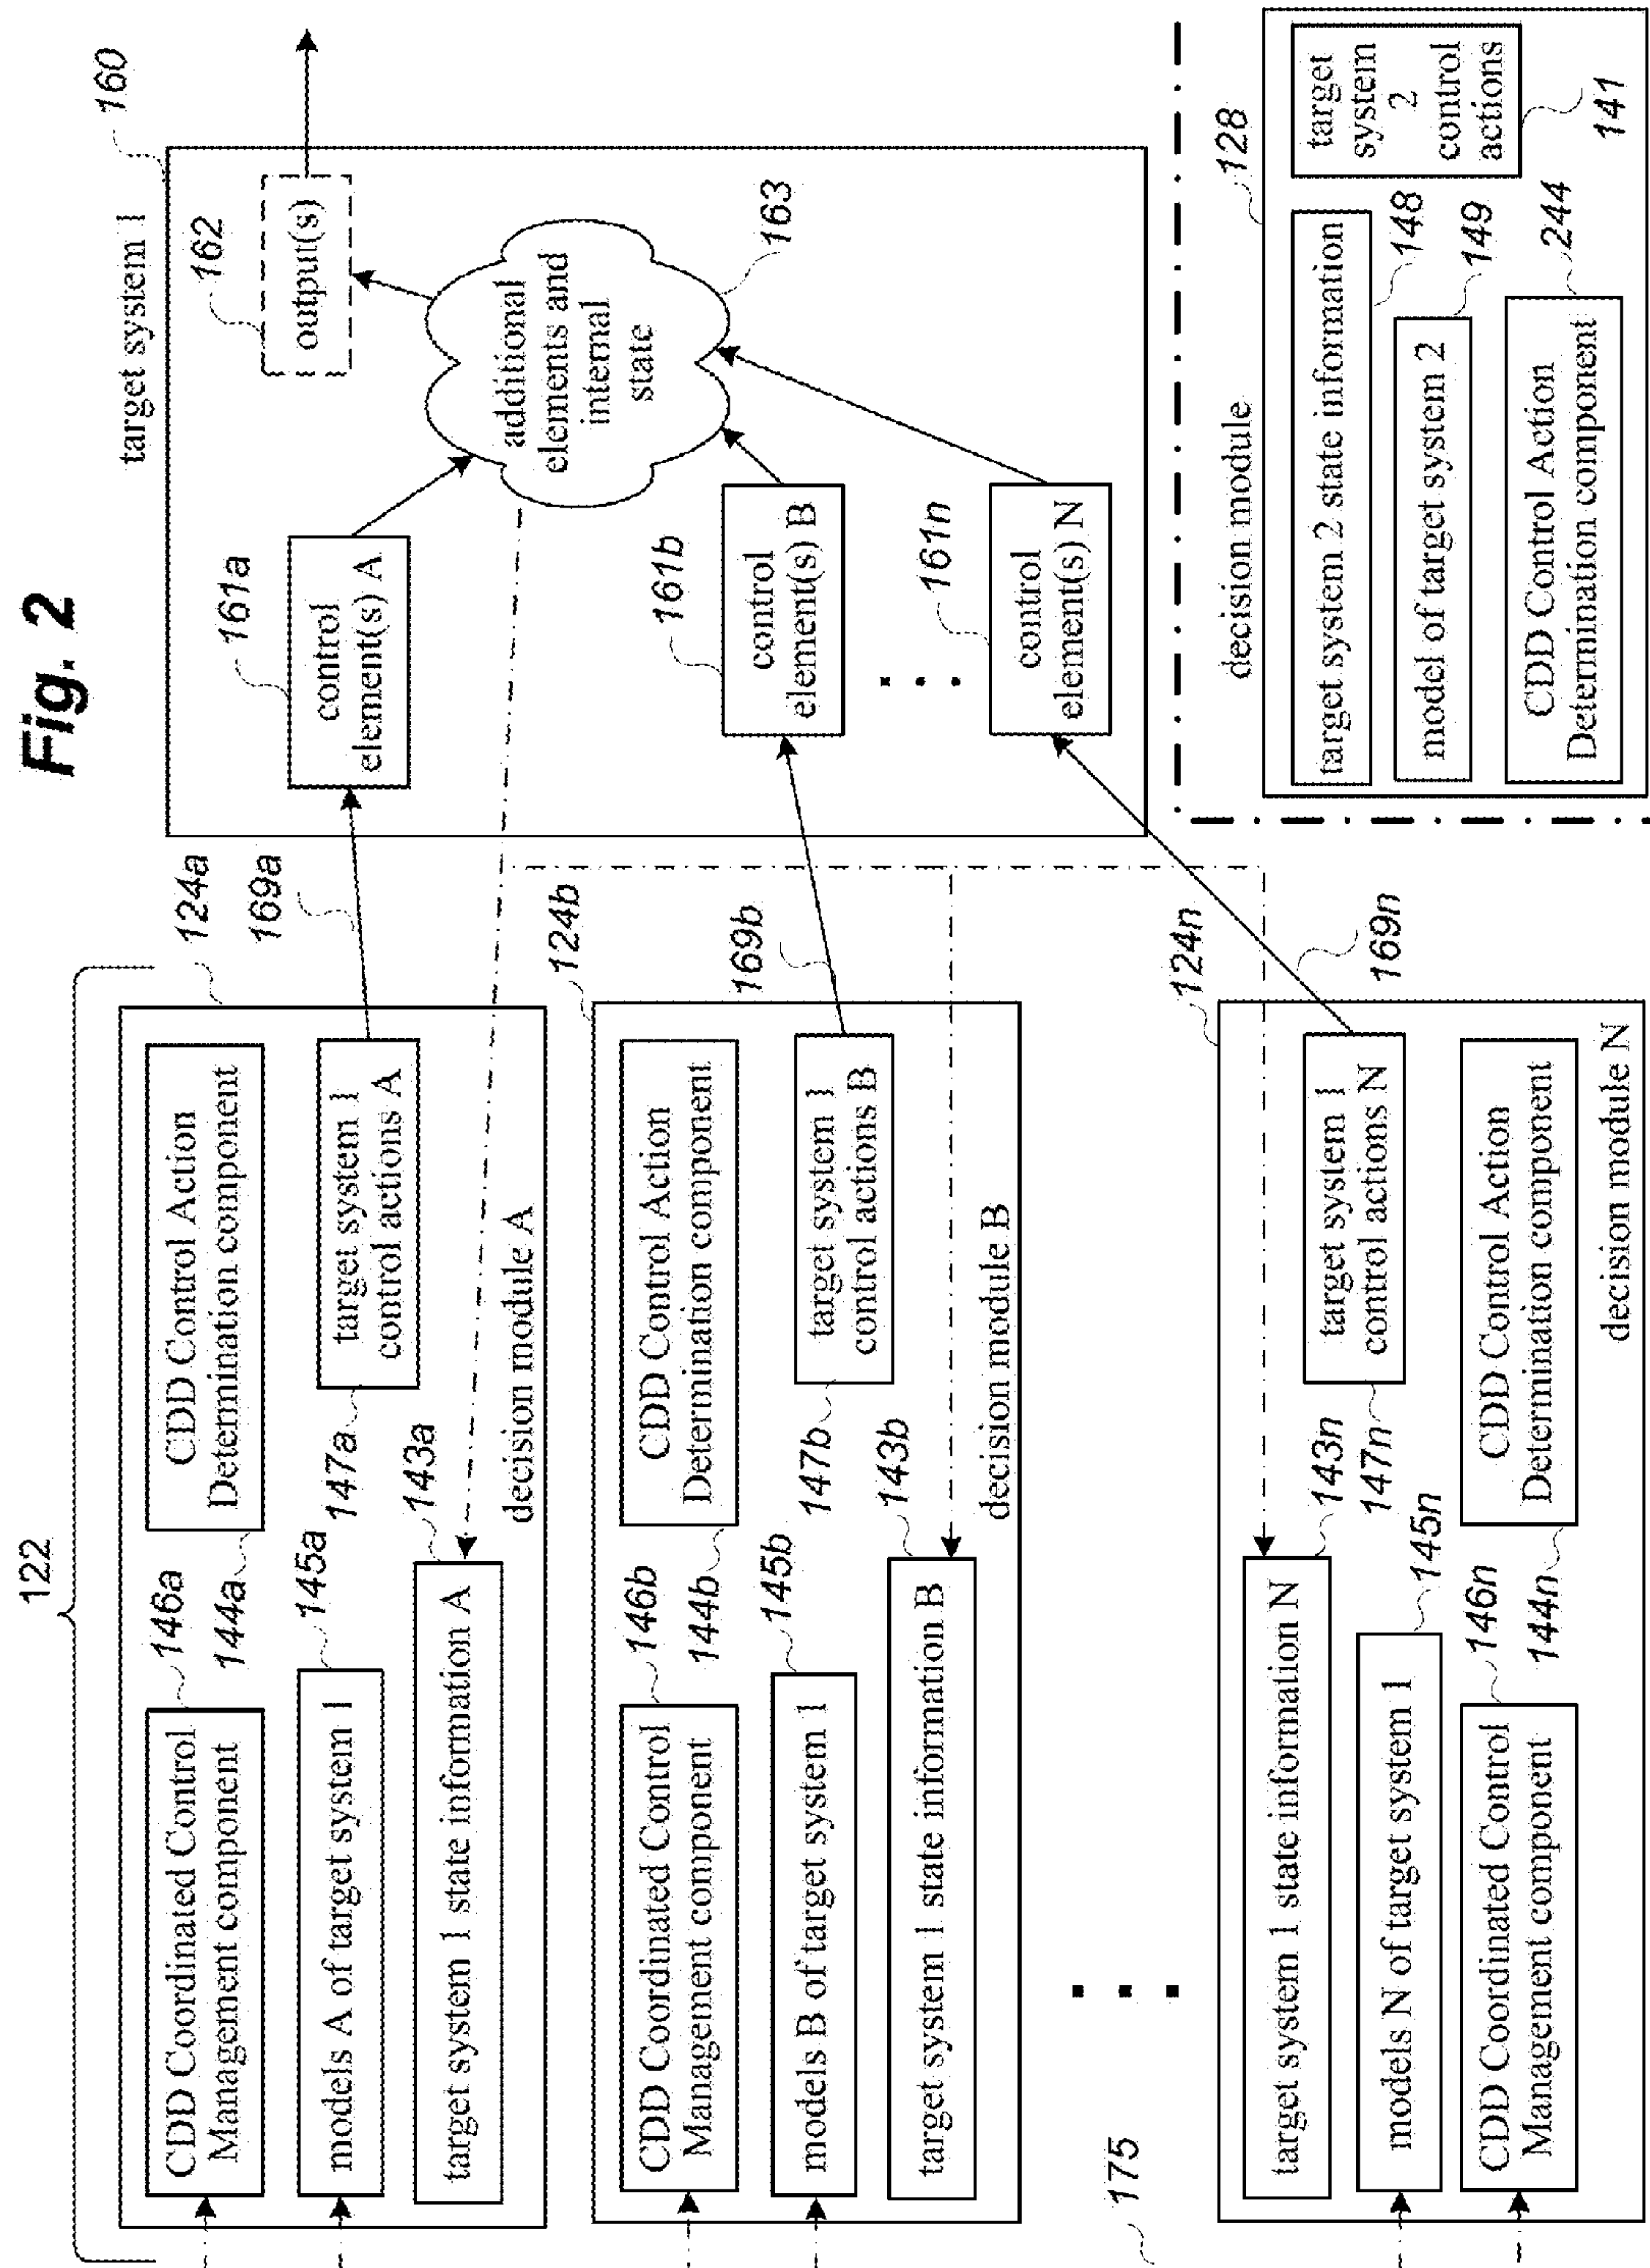 Fig. 2
122
124a
146a
CDD Coordinated Control
Management component
144a
CDD Control Action
Determination component
145a
models A of target system 1
147a
target system 1
control actions A
169a
143a
target system 1 state information A
decision module A
124b
146b
CDD Coordinated Control
Management component
144b
CDD Control Action
Determination component
145b
models B of target system 1
147b
target system 1
control actions B
169b
143b
target system 1 state information B
decision module B
124n
143n
target system 1 state information N
147n
target system 1
control actions N
169n
145n
models N of target system 1
146n
CDD Coordinated Control
Management component
144n
CDD Control Action
Determination component
decision module N
175
target system 1
160
161a
control
element(s) A
162
output(s)
additional
elements and
internal
state
163
161b
control
element(s) B
161n
control
element(s) N
decision module
128
target system 2 state information
148
model of target system 2
149
CDD Control Action
Determination component
244
target
system
2
control
actions
141